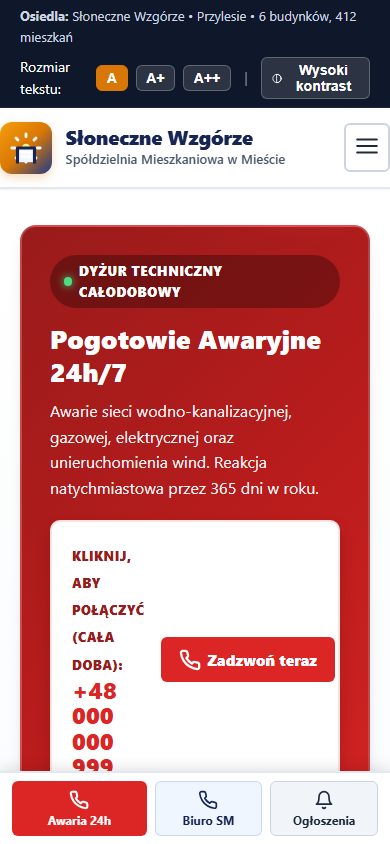 Osiedla: Słoneczne Wzgórze • Przylesie • 6 budynków, 412
mieszkań
Rozmiar
tekstu:
A
A+
A++
|
Wysoki
kontrast
Słoneczne Wzgórze
Spółdzielnia Mieszkaniowa w Mieście
DYŻUR TECHNICZNY
CAŁODOBOWY
Pogotowie Awaryjne
24h/7
Awarie sieci wodno-kanalizacyjnej,
gazowej, elektrycznej oraz
unieruchomienia wind. Reakcja
natychmiastowa przez 365 dni w roku.
KLIKNIJ,
ABY
POŁĄCZYĆ
(CAŁA
DOBA):
+48
000
000
999
Zadzwoń teraz
Awaria 24h
Biuro SM
Ogłoszenia